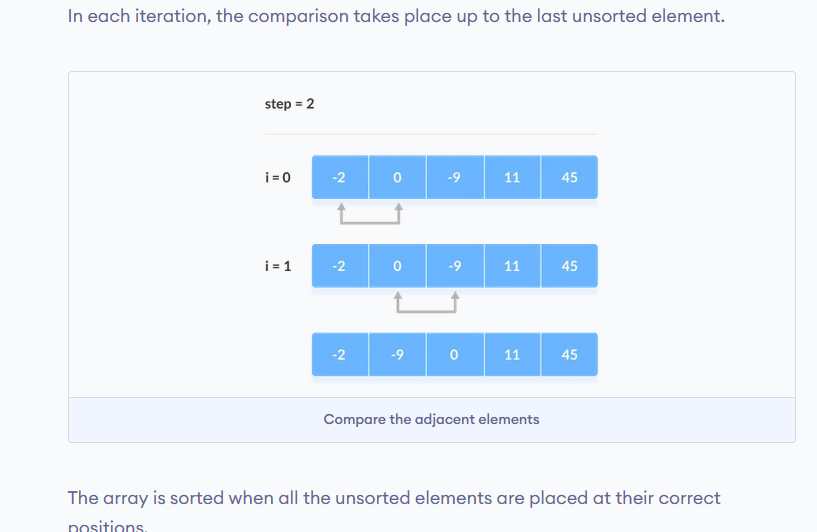 In each iteration, the comparison takes place up to the last unsorted element.
step = 2
i = 0 -2 0 -9 11 45
i = 1 -2 0 -9 11 45
-2 -9 0 11 45
Compare the adjacent elements
The array is sorted when all the unsorted elements are placed at their correct
positions.